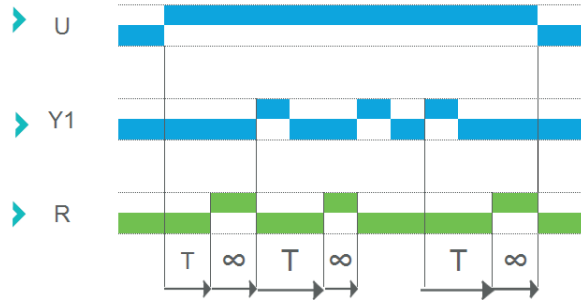 U
Y1
R
T ∞ T ∞ T ∞